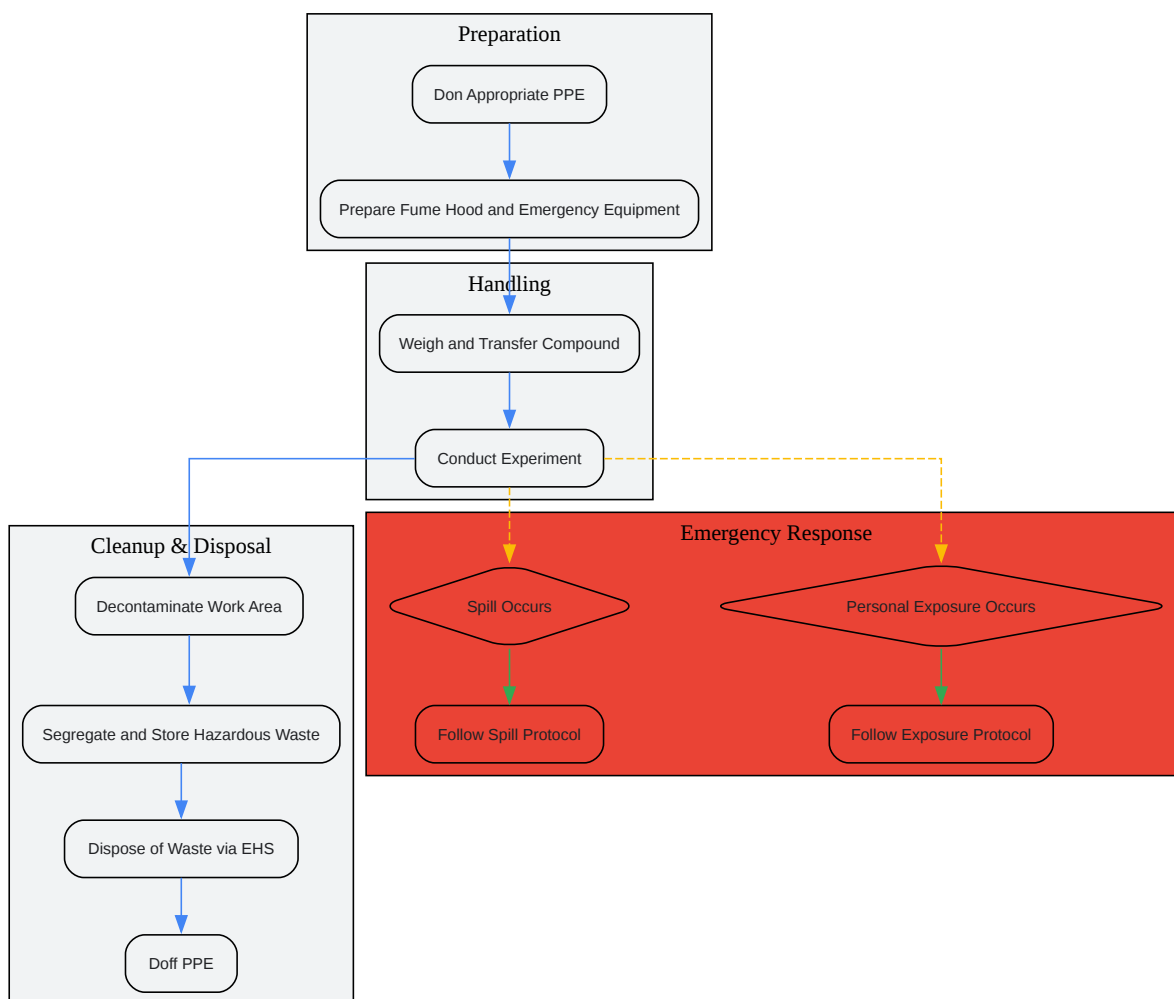 Preparation
Don Appropriate PPE
Prepare Fume Hood and Emergency Equipment
Handling
Weigh and Transfer Compound
Conduct Experiment
Cleanup & Disposal
Decontaminate Work Area
Segregate and Store Hazardous Waste
Dispose of Waste via EHS
Doff PPE
Emergency Response
Spill Occurs
Personal Exposure Occurs
Follow Spill Protocol
Follow Exposure Protocol